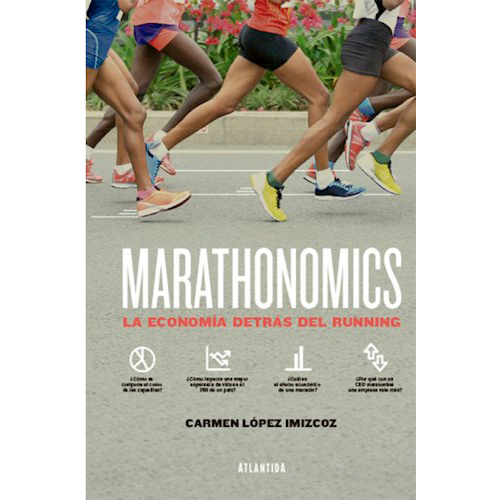 MARATHONOMICS
LA ECONOMÍA DETRÁS DEL RUNNING
¿Cómo se
compone el costo
de las zapatillas?
¿Cómo impacta una mayor
esperanza de vida en el
PBI de un país?
¿Cuál es
el efecto económico
de una maratón?
¿Por qué con un
CEO maratonista
una empresa vale más?
CARMEN LÓPEZ IMIZCOZ
ATLANTIDA